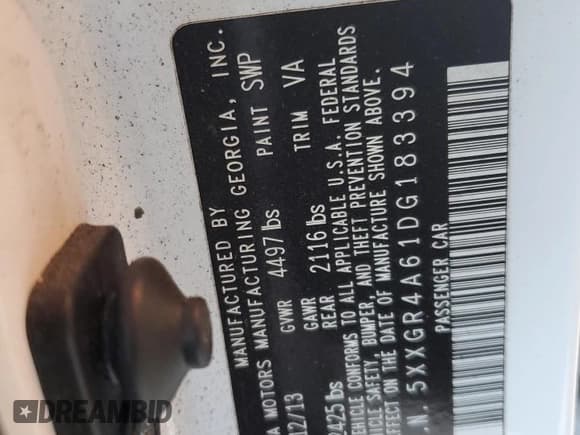 MANUFACTURED BY
A MOTORS MANUFACTURING GEORGIA, INC.
12/13 GVWR 4497 lbs PAINT SWP
GAWR TRIM VA
2425 lbs REAR 2116 lbs
VEHICLE CONFORMS TO ALL APPLICABLE U.S.A. FEDERAL
VEHICLE SAFETY, BUMPER, AND THEFT PREVENTION STANDARDS
EFFECT ON THE DATE OF MANUFACTURE SHOWN ABOVE.
.N. 5XXGR4A61DG183394
PASSENGER CAR
DREAMBID